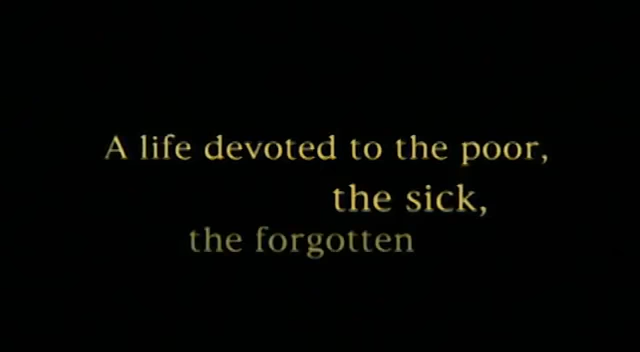 A life devoted to the poor,
the sick,
the forgotten